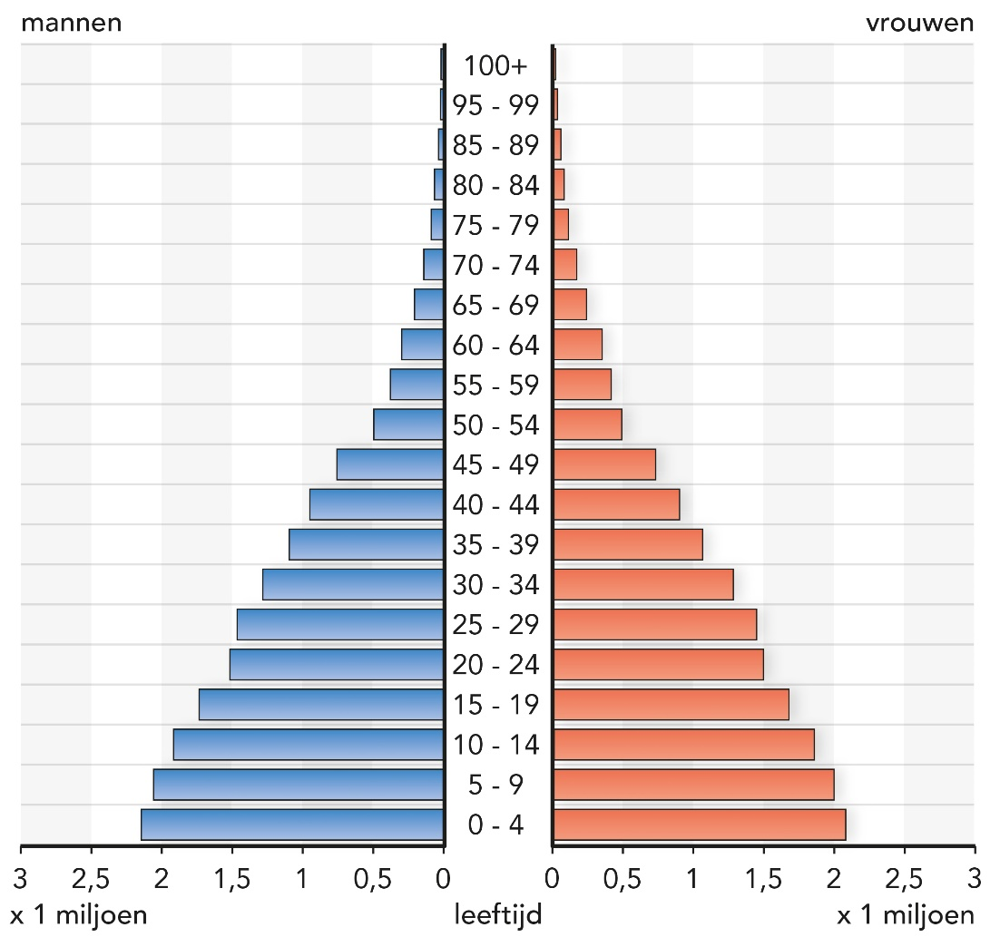 mannen vrouwen
100+
95 - 99
85 - 89
80 - 84
75 - 79
70 - 74
65 - 69
60 - 64
55 - 59
50 - 54
45 - 49
40 - 44
35 - 39
30 - 34
25 - 29
20 - 24
15 - 19
10 - 14
5 - 9
0 - 4
3 2,5 2 1,5 1 0,5 0 0 0,5 1 1,5 2 2,5 3
x 1 miljoen leeftijd x 1 miljoen